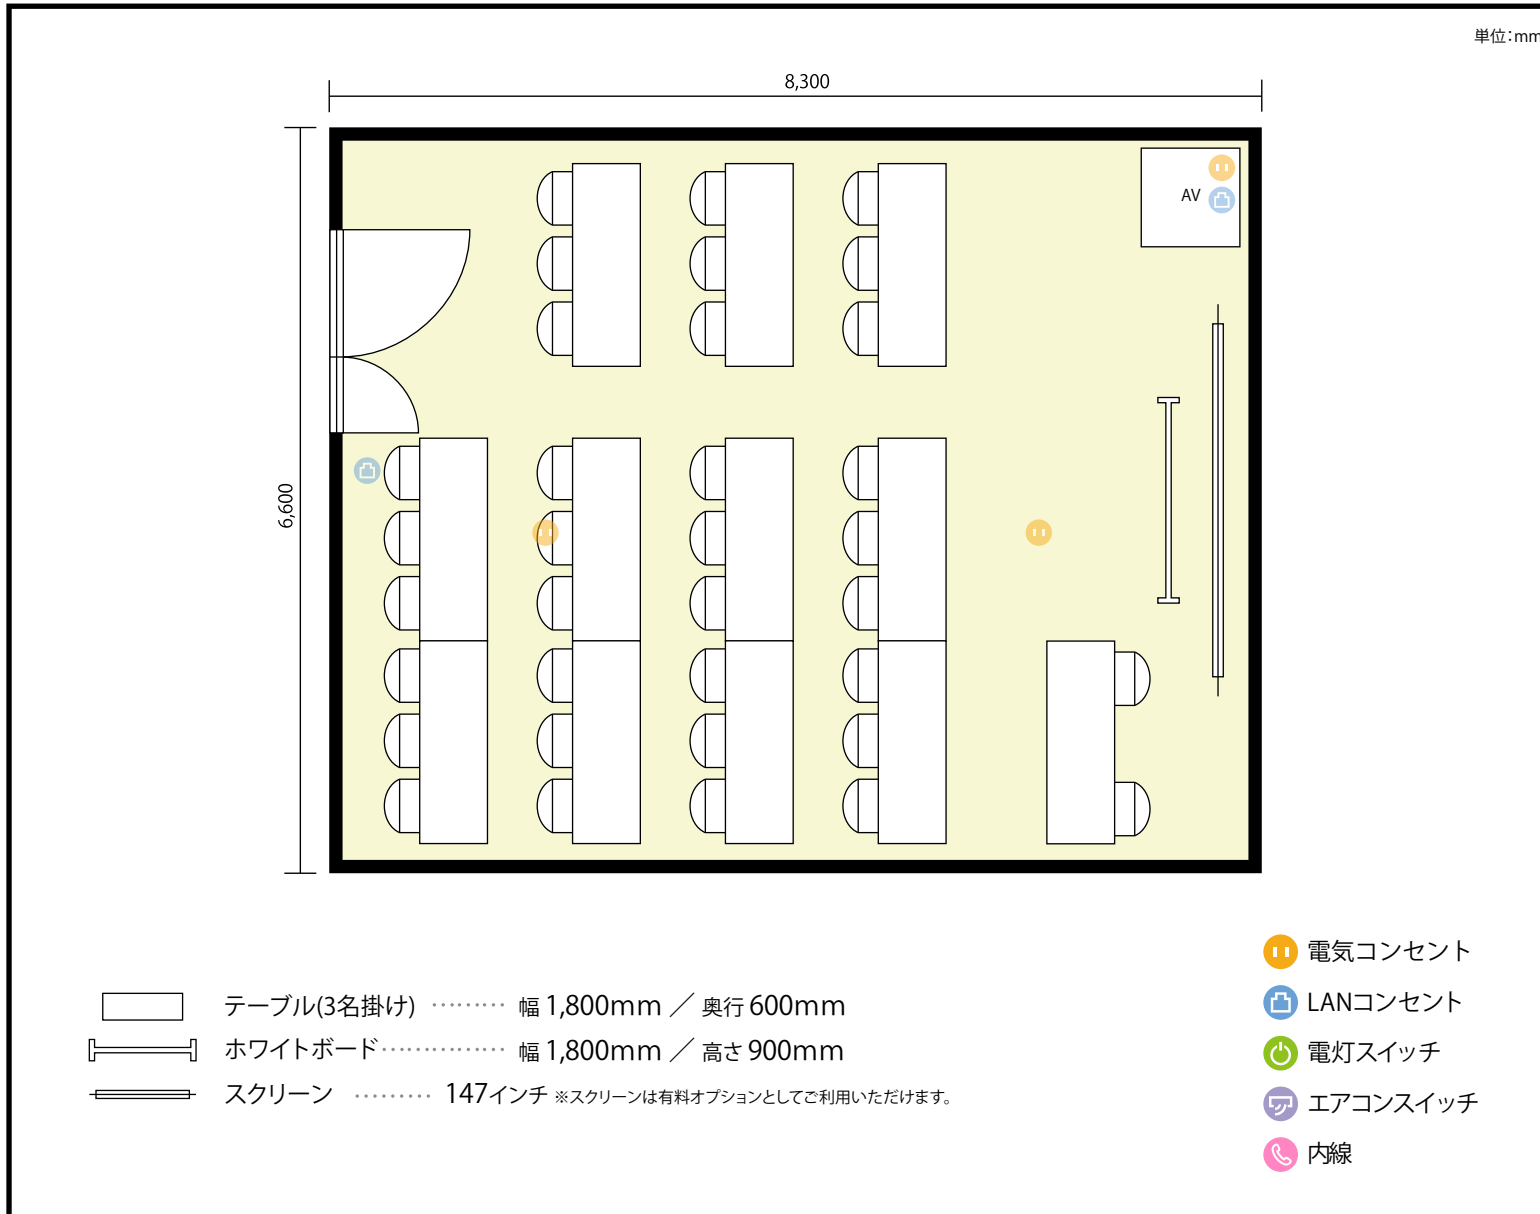 単位：mm
8,300
AV
6,600
テーブル(3名掛け) ········· 幅 1,800mm ／ 奥行 600mm
ホワイトボード··············· 幅 1,800mm ／ 高さ 900mm
スクリーン ········· 147インチ ※スクリーンは有料オプションとしてご利用いただけます。
電気コンセント
LANコンセント
電灯スイッチ
エアコンスイッチ
内線